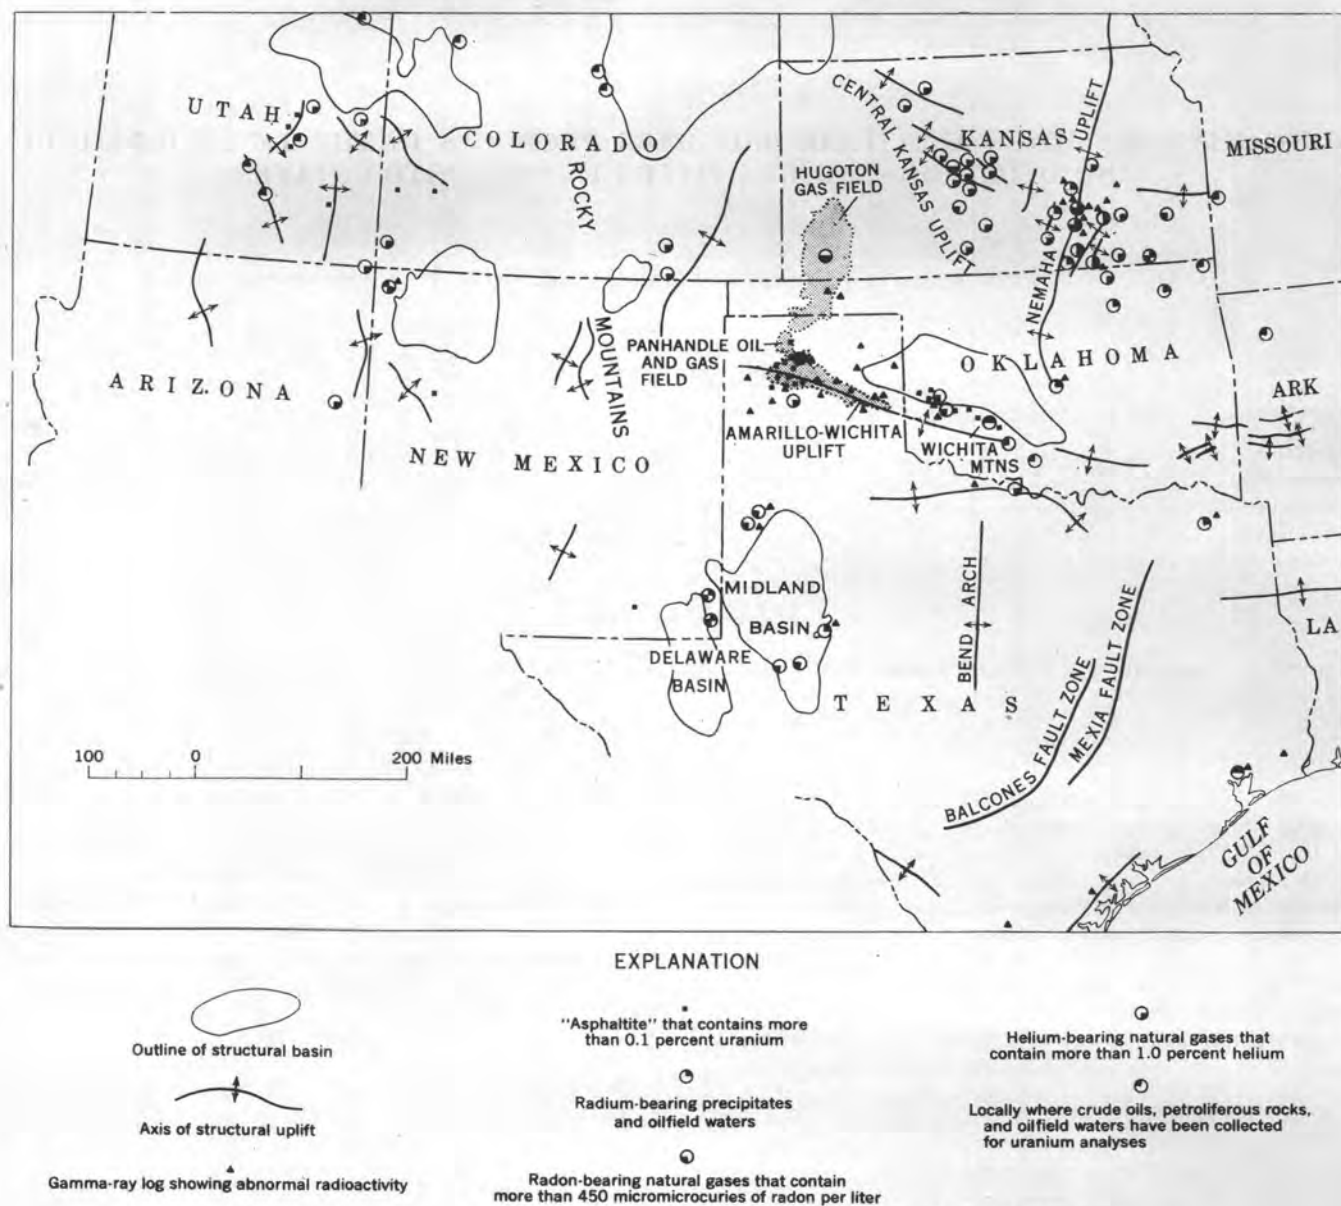 UTAH
COLORADO
ROCKY
MOUNTAINS
CENTRAL KANSAS UPLIFT
KANSAS
NEMAHA UPLIFT
MISSOURI
HUGOTON
GAS FIELD
PANHANDLE OIL
AND GAS
FIELD
OKLAHOMA
ARIZONA
NEW MEXICO
AMARILLO-WICHITA
UPLIFT
WICHITA
MTNS
ARK
MIDLAND
BASIN
DELAWARE
BASIN
BEND ARCH
TEXAS
BALCONES FAULT ZONE
MEXIA FAULT ZONE
LA
GULF
OF
MEXICO
100 0 200 Miles
EXPLANATION
Outline of structural basin
Axis of structural uplift
Gamma-ray log showing abnormal radioactivity
"Asphaltite" that contains more
than 0.1 percent uranium
Radium-bearing precipitates
and oilfield waters
Radon-bearing natural gases that contain
more than 450 micromicrocuries of radon per liter
Helium-bearing natural gases that
contain more than 1.0 percent helium
Locally where crude oils, petroliferous rocks,
and oilfield waters have been collected
for uranium analyses